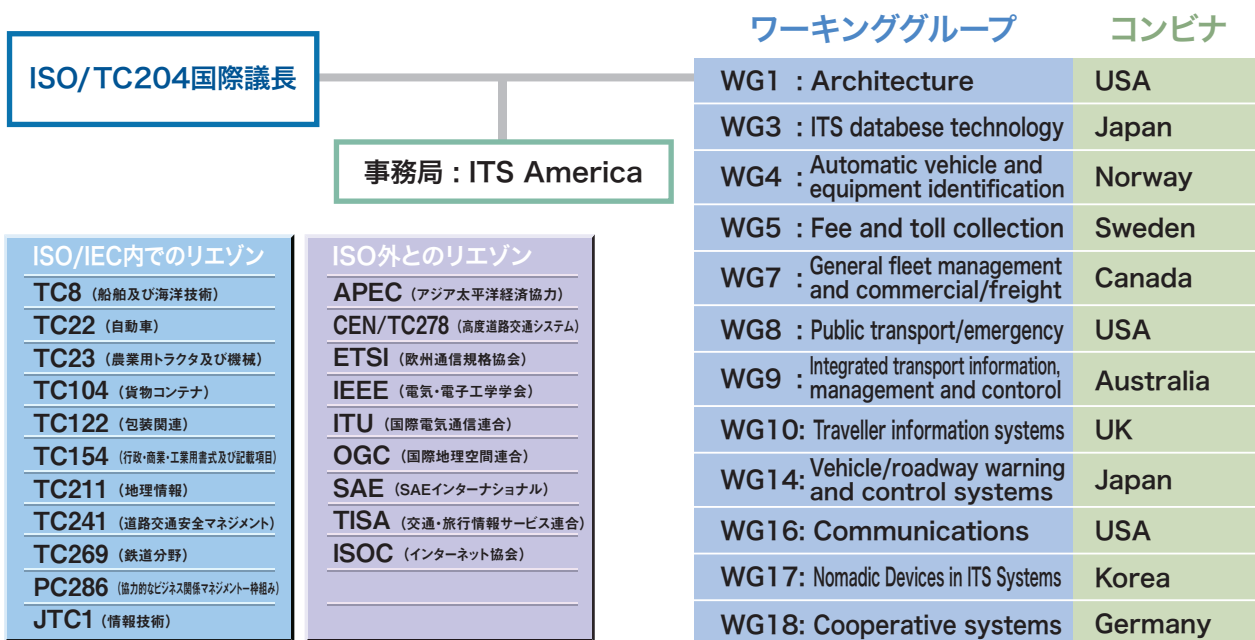 ISO/TC204国際議長
事務局：ITS America
ISO/IEC内でのリエゾン
TC8（船舶及び海洋技術）
TC22（自動車）
TC23（農業用トラクタ及び機械）
TC104（貨物コンテナ）
TC122（包装関連）
TC154（行政・商業・工業用書式及び記載項目）
TC211（地理情報）
TC241（道路交通安全マネジメント）
TC269（鉄道分野）
PC286（協力的なビジネス関係マネジメントー枠組み）
JTC1（情報技術）
ISO外とのリエゾン
APEC（アジア太平洋経済協力）
CEN/TC278（高度道路交通システム）
ETSI（欧州通信規格協会）
IEEE（電気・電子工学学会）
ITU（国際電気通信連合）
OGC（国際地理空間連合）
SAE（SAEインターナショナル）
TISA（交通・旅行情報サービス連合）
ISOC（インターネット協会）
ワーキンググループ コンビナ
WG1 : Architecture USA
WG3 : ITS databese technology Japan
WG4 : Automatic vehicle and
equipment identification Norway
WG5 : Fee and toll collection Sweden
WG7 : General fleet management
and commercial/freight Canada
WG8 : Public transport/emergency USA
WG9 : Integrated transport information,
management and contorol Australia
WG10: Traveller information systems UK
WG14: Vehicle/roadway warning
and control systems Japan
WG16: Communications USA
WG17: Nomadic Devices in ITS Systems Korea
WG18: Cooperative systems Germany